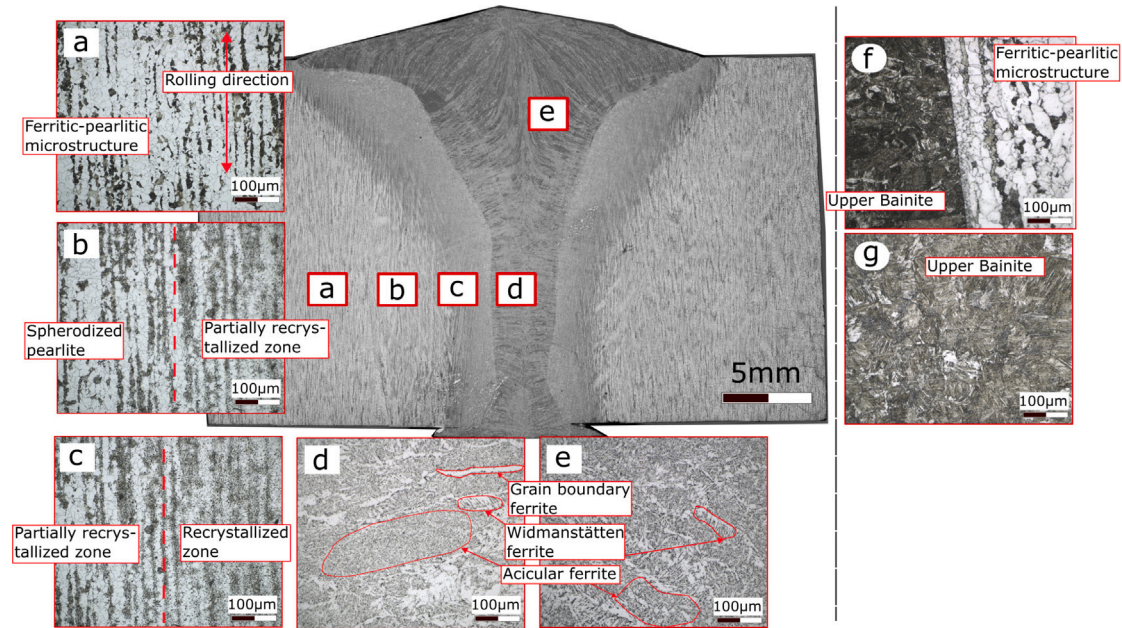 a
Rolling direction
Ferritic-pearlitic
microstructure
100µm
b
Spherodized
pearlite
Partially recrys-
tallized zone
100µm
c
Partially recrys-
tallized zone
Recrystallized
zone
100µm
e
a
b
c
d
5mm
d
Grain boundary
ferrite
Widmanstätten
ferrite
Acicular ferrite
100µm
e
100µm
f
Ferritic-pearlitic
microstructure
Upper Bainite
100µm
g
Upper Bainite
100µm